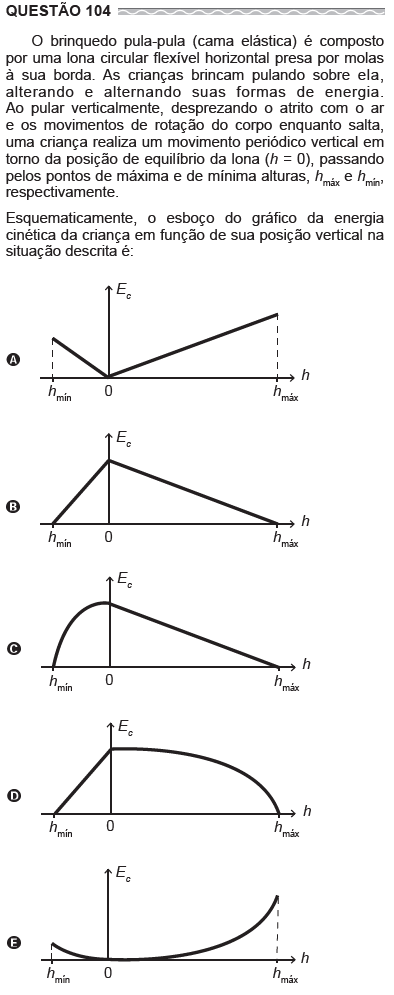 QUESTÃO 104
O brinquedo pula-pula (cama elástica) é composto
por uma lona circular flexível horizontal presa por molas
à sua borda. As crianças brincam pulando sobre ela,
alterando e alternando suas formas de energia.
Ao pular verticalmente, desprezando o atrito com o ar
e os movimentos de rotação do corpo enquanto salta,
uma criança realiza um movimento periódico vertical em
torno da posição de equilíbrio da lona (h = 0), passando
pelos pontos de máxima e de mínima alturas, hmáx e hmín,
respectivamente.
Esquematicamente, o esboço do gráfico da energia
cinética da criança em função de sua posição vertical na
situação descrita é:
Ec
A
h
hmín 0 hmáx
Ec
B
h
hmín 0 hmáx
Ec
C
h
hmín 0 hmáx
Ec
D
h
hmín 0 hmáx
Ec
E
h
hmín 0 hmáx